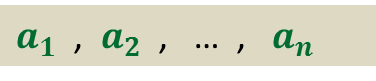 a₁ , a₂ , ... , aₙ